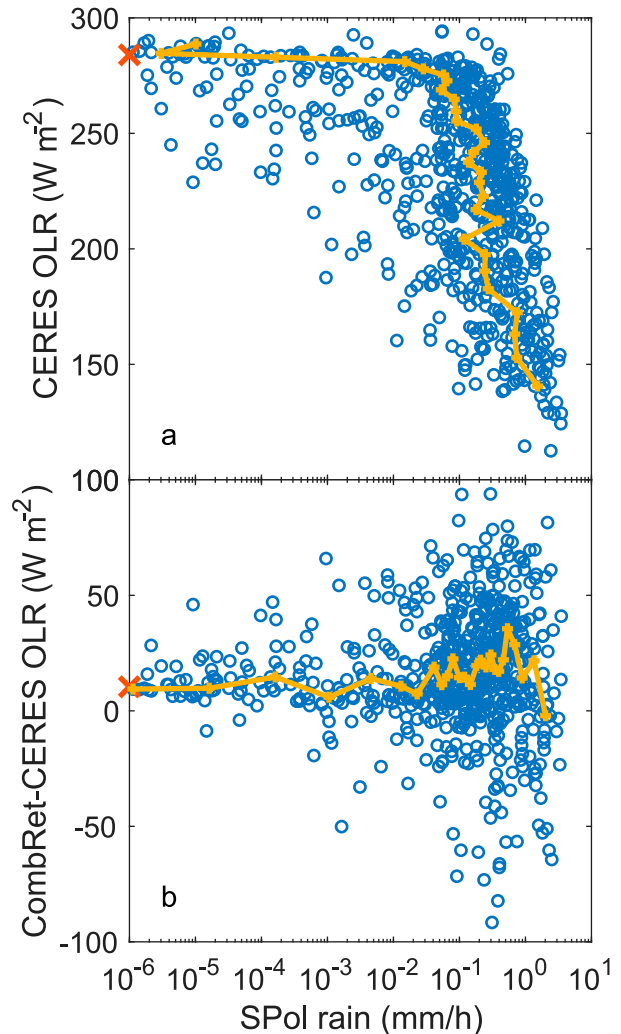 300
250
200
150
CERES OLR (W m⁻²)
a
100
50
0
-50
-100
CombRet-CERES OLR (W m⁻²)
b
10⁻⁶ 10⁻⁵ 10⁻⁴ 10⁻³ 10⁻² 10⁻¹ 10⁰ 10¹
SPol rain (mm/h)